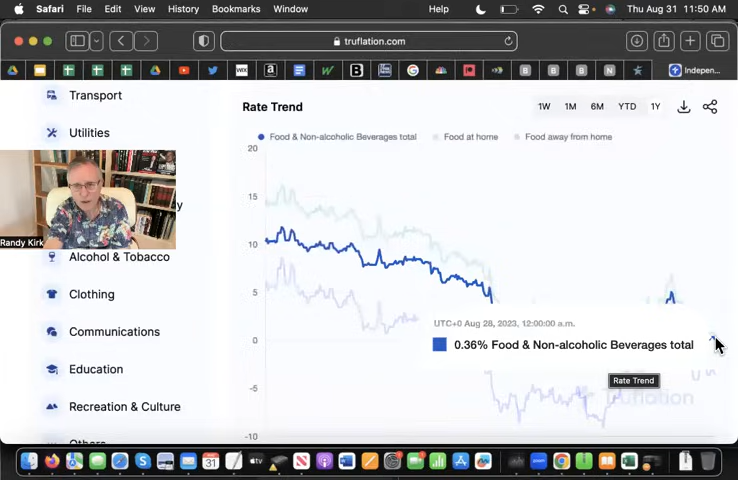 Safari File Edit View History Bookmarks Window Help Thu Aug 31 11:50 AM
truflation.com
Indepen...
Transport
Utilities
Alcohol & Tobacco
Clothing
Communications
Education
Recreation & Culture
Rate Trend
1W 1M 6M YTD 1Y
Food & Non-alcoholic Beverages total Food at home Food away from home
20
15
10
5
0
-5
-10
UTC+0 Aug 28, 2023, 12:00:00 a.m.
0.36% Food & Non-alcoholic Beverages total
Rate Trend
Truflation
Randy Kirk